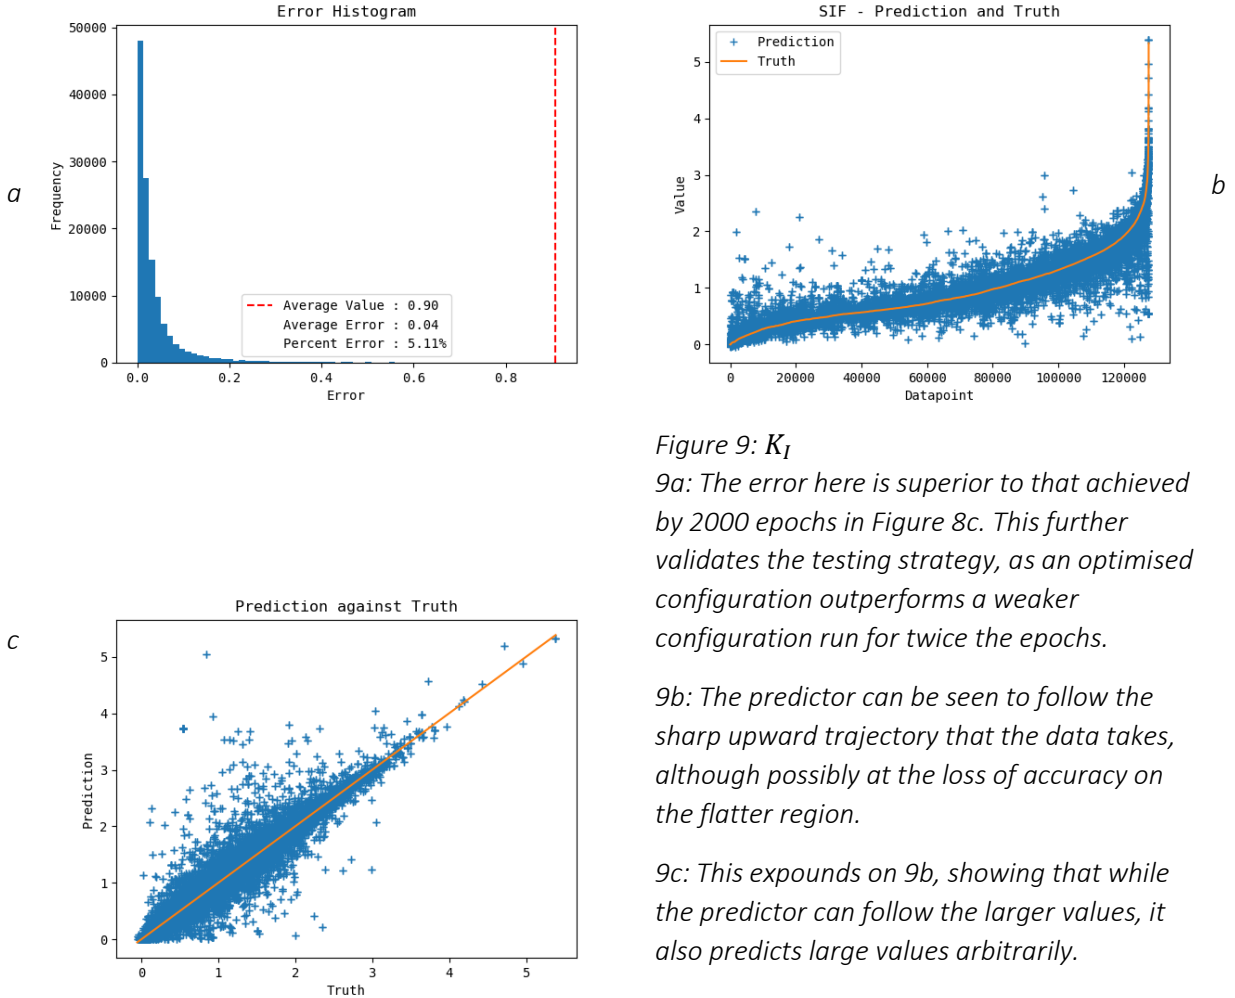 Error Histogram
50000
40000
30000
20000
10000
0
Frequency
0.0 0.2 0.4 0.6 0.8
Error
Average Value : 0.90
Average Error : 0.04
Percent Error : 5.11%
a
SIF - Prediction and Truth
Prediction
Truth
5
4
3
2
1
0
Value
0 20000 40000 60000 80000 100000 120000
Datapoint
b
Figure 9: K_I
9a: The error here is superior to that achieved
by 2000 epochs in Figure 8c. This further
validates the testing strategy, as an optimised
configuration outperforms a weaker
configuration run for twice the epochs.
9b: The predictor can be seen to follow the
sharp upward trajectory that the data takes,
although possibly at the loss of accuracy on
the flatter region.
9c: This expounds on 9b, showing that while
the predictor can follow the larger values, it
also predicts large values arbitrarily.
c
Prediction against Truth
5
4
3
2
1
0
Prediction
0 1 2 3 4 5
Truth